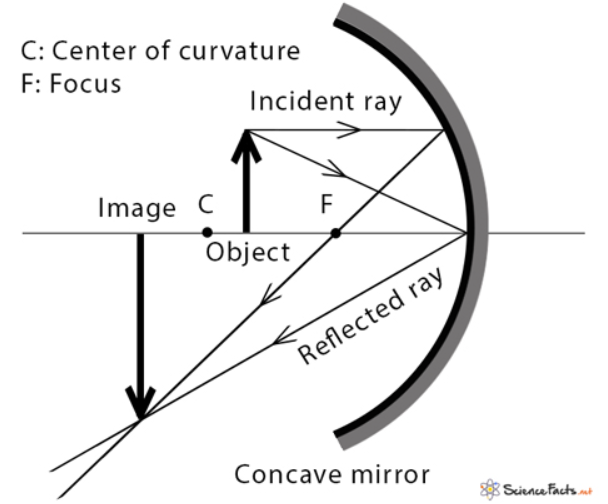 C: Center of curvature
F: Focus
Incident ray
Image
C
F
Object
Reflected ray
Concave mirror
ScienceFacts.net